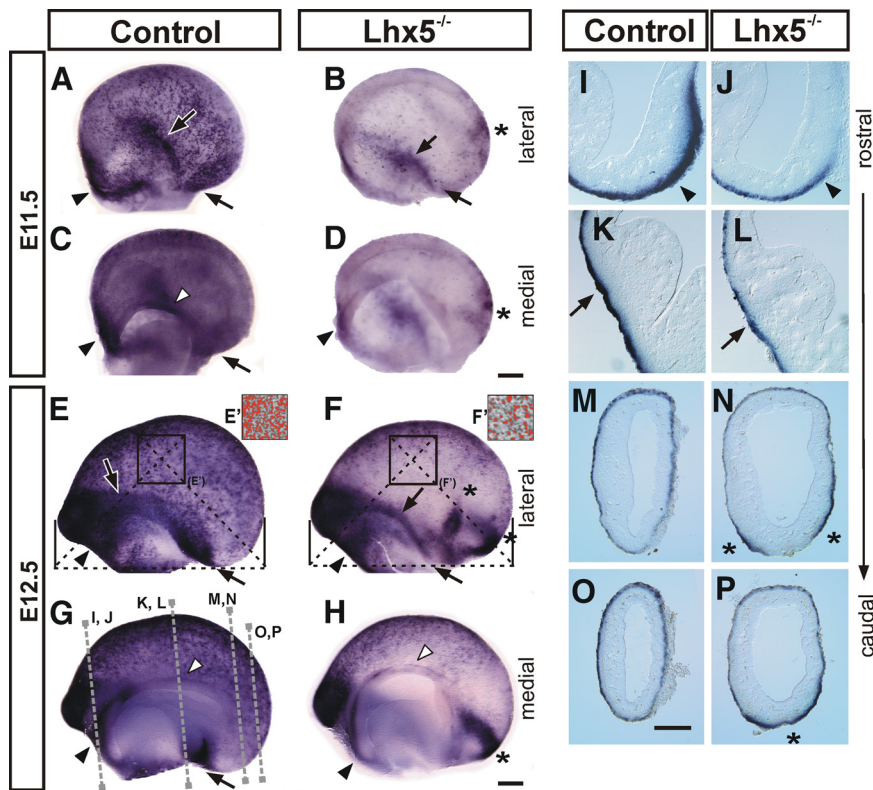 Control
Lhx5-/-
Control
Lhx5-/-
E11.5
A
B
*
lateral
C
D
*
medial
E12.5
E
E'
(E')
F
F'
(F')
*
*
lateral
G
I, J
K, L
M,N
O,P
H
*
medial
I
J
rostral
K
L
M
N
*
*
O
P
*
caudal